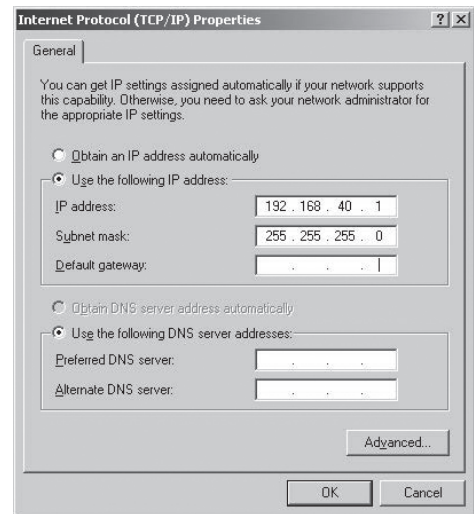 Internet Protocol (TCP/IP) Properties ? X
General
You can get IP settings assigned automatically if your network supports
this capability. Otherwise, you need to ask your network administrator for
the appropriate IP settings.
Obtain an IP address automatically
Use the following IP address:
IP address: 192 . 168 . 40 . 1
Subnet mask: 255 . 255 . 255 . 0
Default gateway: . . .
Obtain DNS server address automatically
Use the following DNS server addresses:
Preferred DNS server: . . .
Alternate DNS server: . . .
Advanced...
OK Cancel